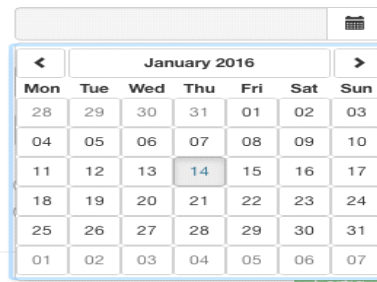 January 2016
Mon Tue Wed Thu Fri Sat Sun
28 29 30 31 01 02 03
04 05 06 07 08 09 10
11 12 13 14 15 16 17
18 19 20 21 22 23 24
25 26 27 28 29 30 31
01 02 03 04 05 06 07